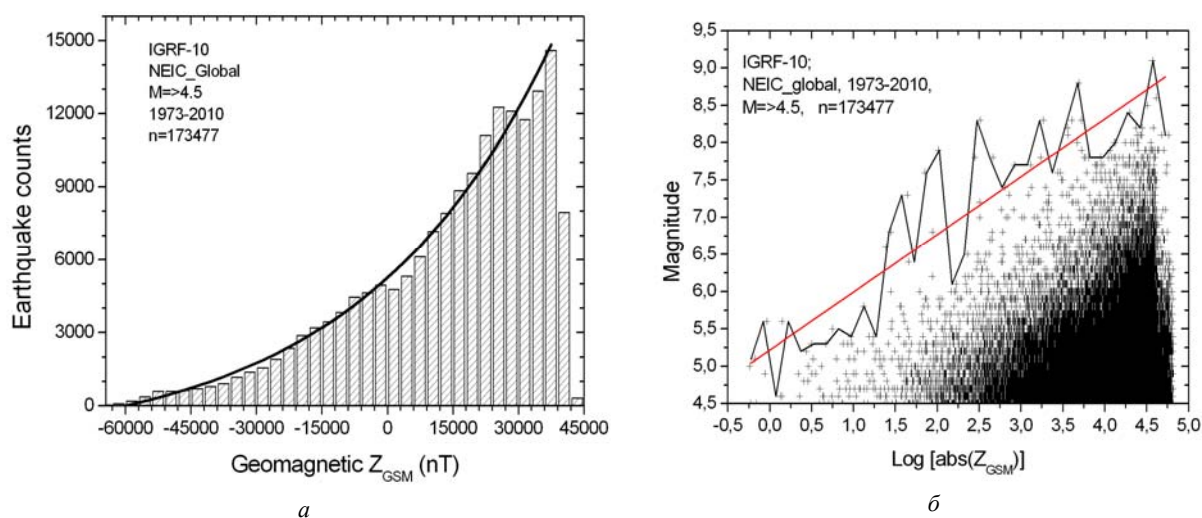 15000
12000
9000
6000
3000
0
Earthquake counts
IGRF-10
NEIC_Global
M=>4.5
1973-2010
n=173477
-60000 -45000 -30000 -15000 0 15000 30000 45000
Geomagnetic Z_GSM (nT)
а
9,5
9,0
8,5
8,0
7,5
7,0
6,5
6,0
5,5
5,0
4,5
Magnitude
IGRF-10;
NEIC_global, 1973-2010,
M=>4.5, n=173477
-0,5 0,0 0,5 1,0 1,5 2,0 2,5 3,0 3,5 4,0 4,5 5,0
Log [abs(Z_GSM)]
б